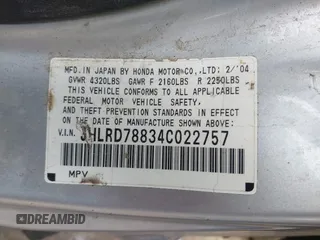 MFD.IN JAPAN BY HONDA MOTOR CO.,LTD: 2/'04
GVWR 4320LBS GAWR F 2160LBS R 2250LBS
THIS VEHICLE CONFORMS TO ALL APPLICABLE
FEDERAL MOTOR VEHICLE SAFETY,
AND THEFT PREVENTION STANDARDS IN EFFECT
ON THE DATE OF MANUFACTURE SHOWN ABOVE.
V.I.N. JHLRD78834C022757
MPV
DREAMBID